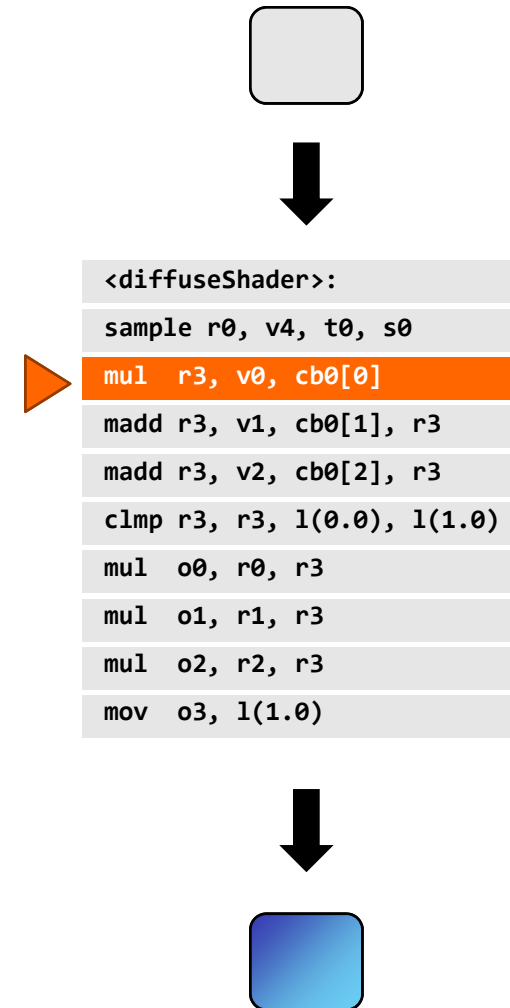 <diffuseShader>:
sample r0, v4, t0, s0
mul  r3, v0, cb0[0]
madd r3, v1, cb0[1], r3
madd r3, v2, cb0[2], r3
clmp r3, r3, l(0.0), l(1.0)
mul  o0, r0, r3
mul  o1, r1, r3
mul  o2, r2, r3
mov  o3, l(1.0)